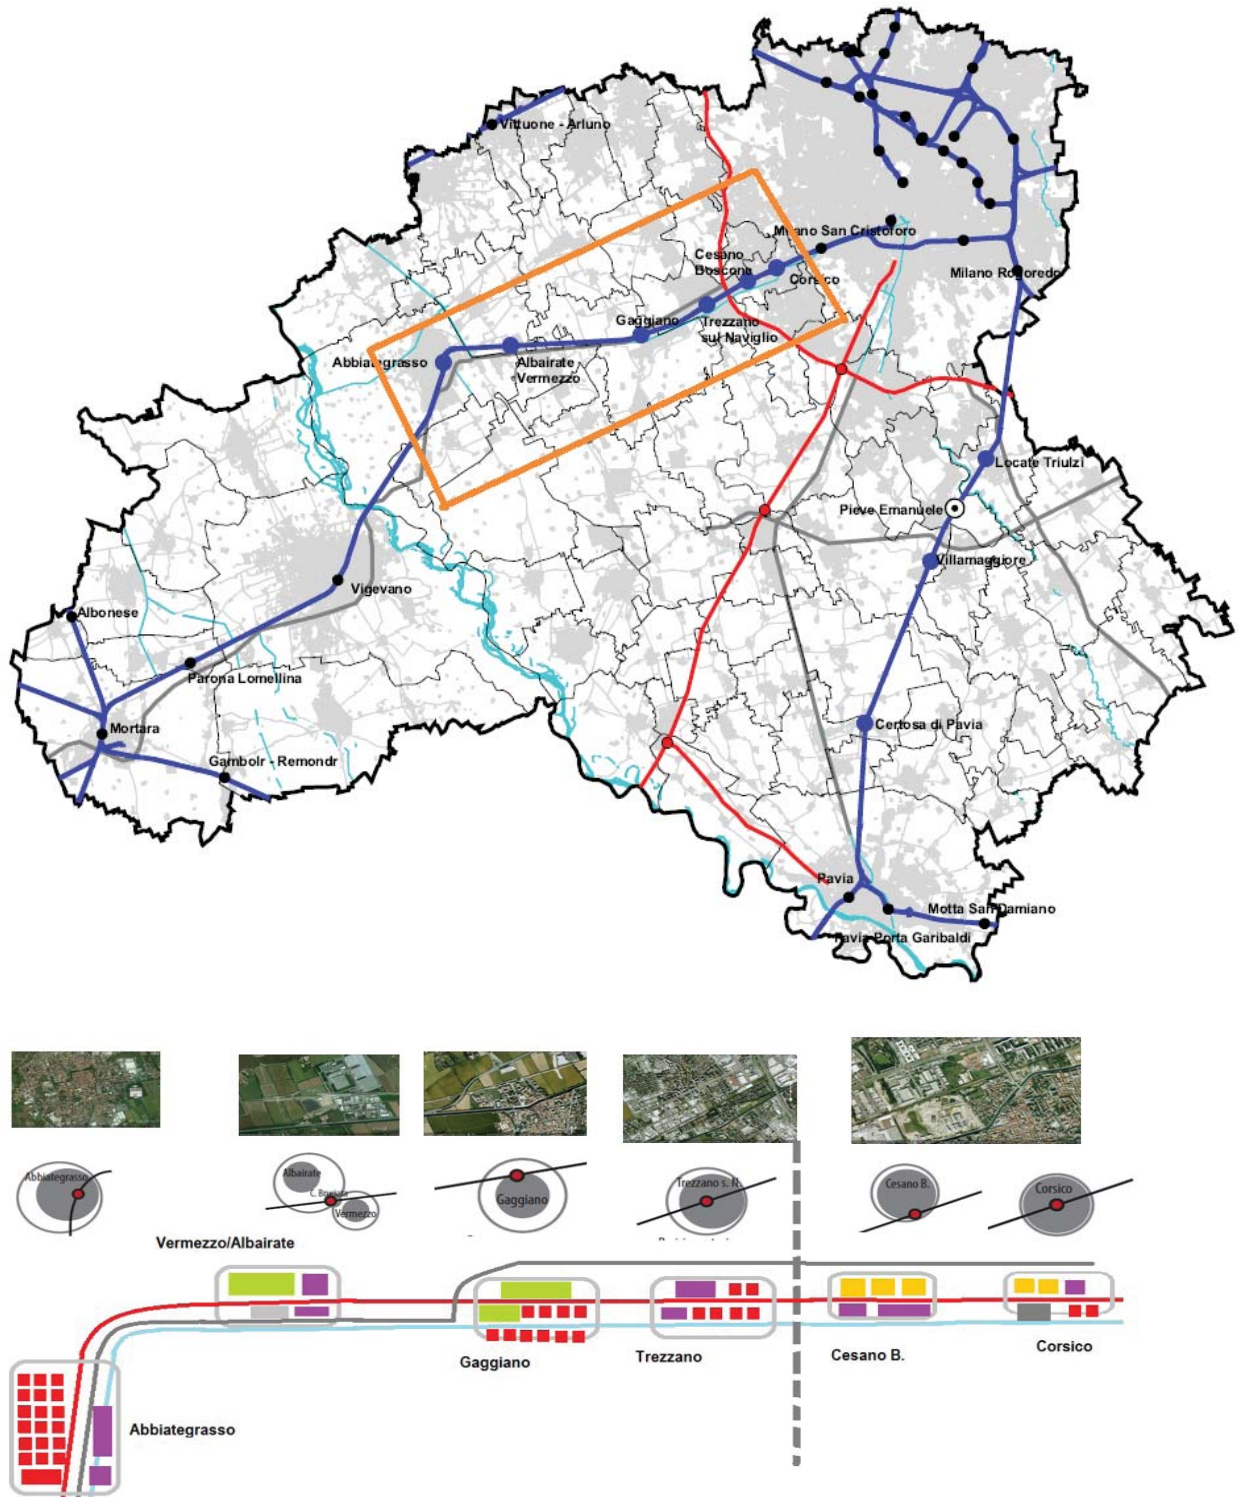 Vittuone - Arluno
Milano San Cristoforo
Cesano
Boscone
Corsico
Milano Rogoredo
Gaggiano
Trezzano
sul Naviglio
Abbiategrasso
Albairate
-Vermezzo
Locate Triulzi
Pieve Emanuele
Villamaggiore
Vigevano
Albonese
Parona Lomellina
Certosa di Pavia
Mortara
Gambolr - Remondr
Pavia
Motta San Damiano
Pavia Porta Garibaldi
Abbiategrasso
Albairate
C. Bruciata
Vermezzo
Gaggiano
Trezzano s. N.
Cesano B.
Corsico
Vermezzo/Albairate
Gaggiano
Trezzano
Cesano B.
Corsico
Abbiategrasso